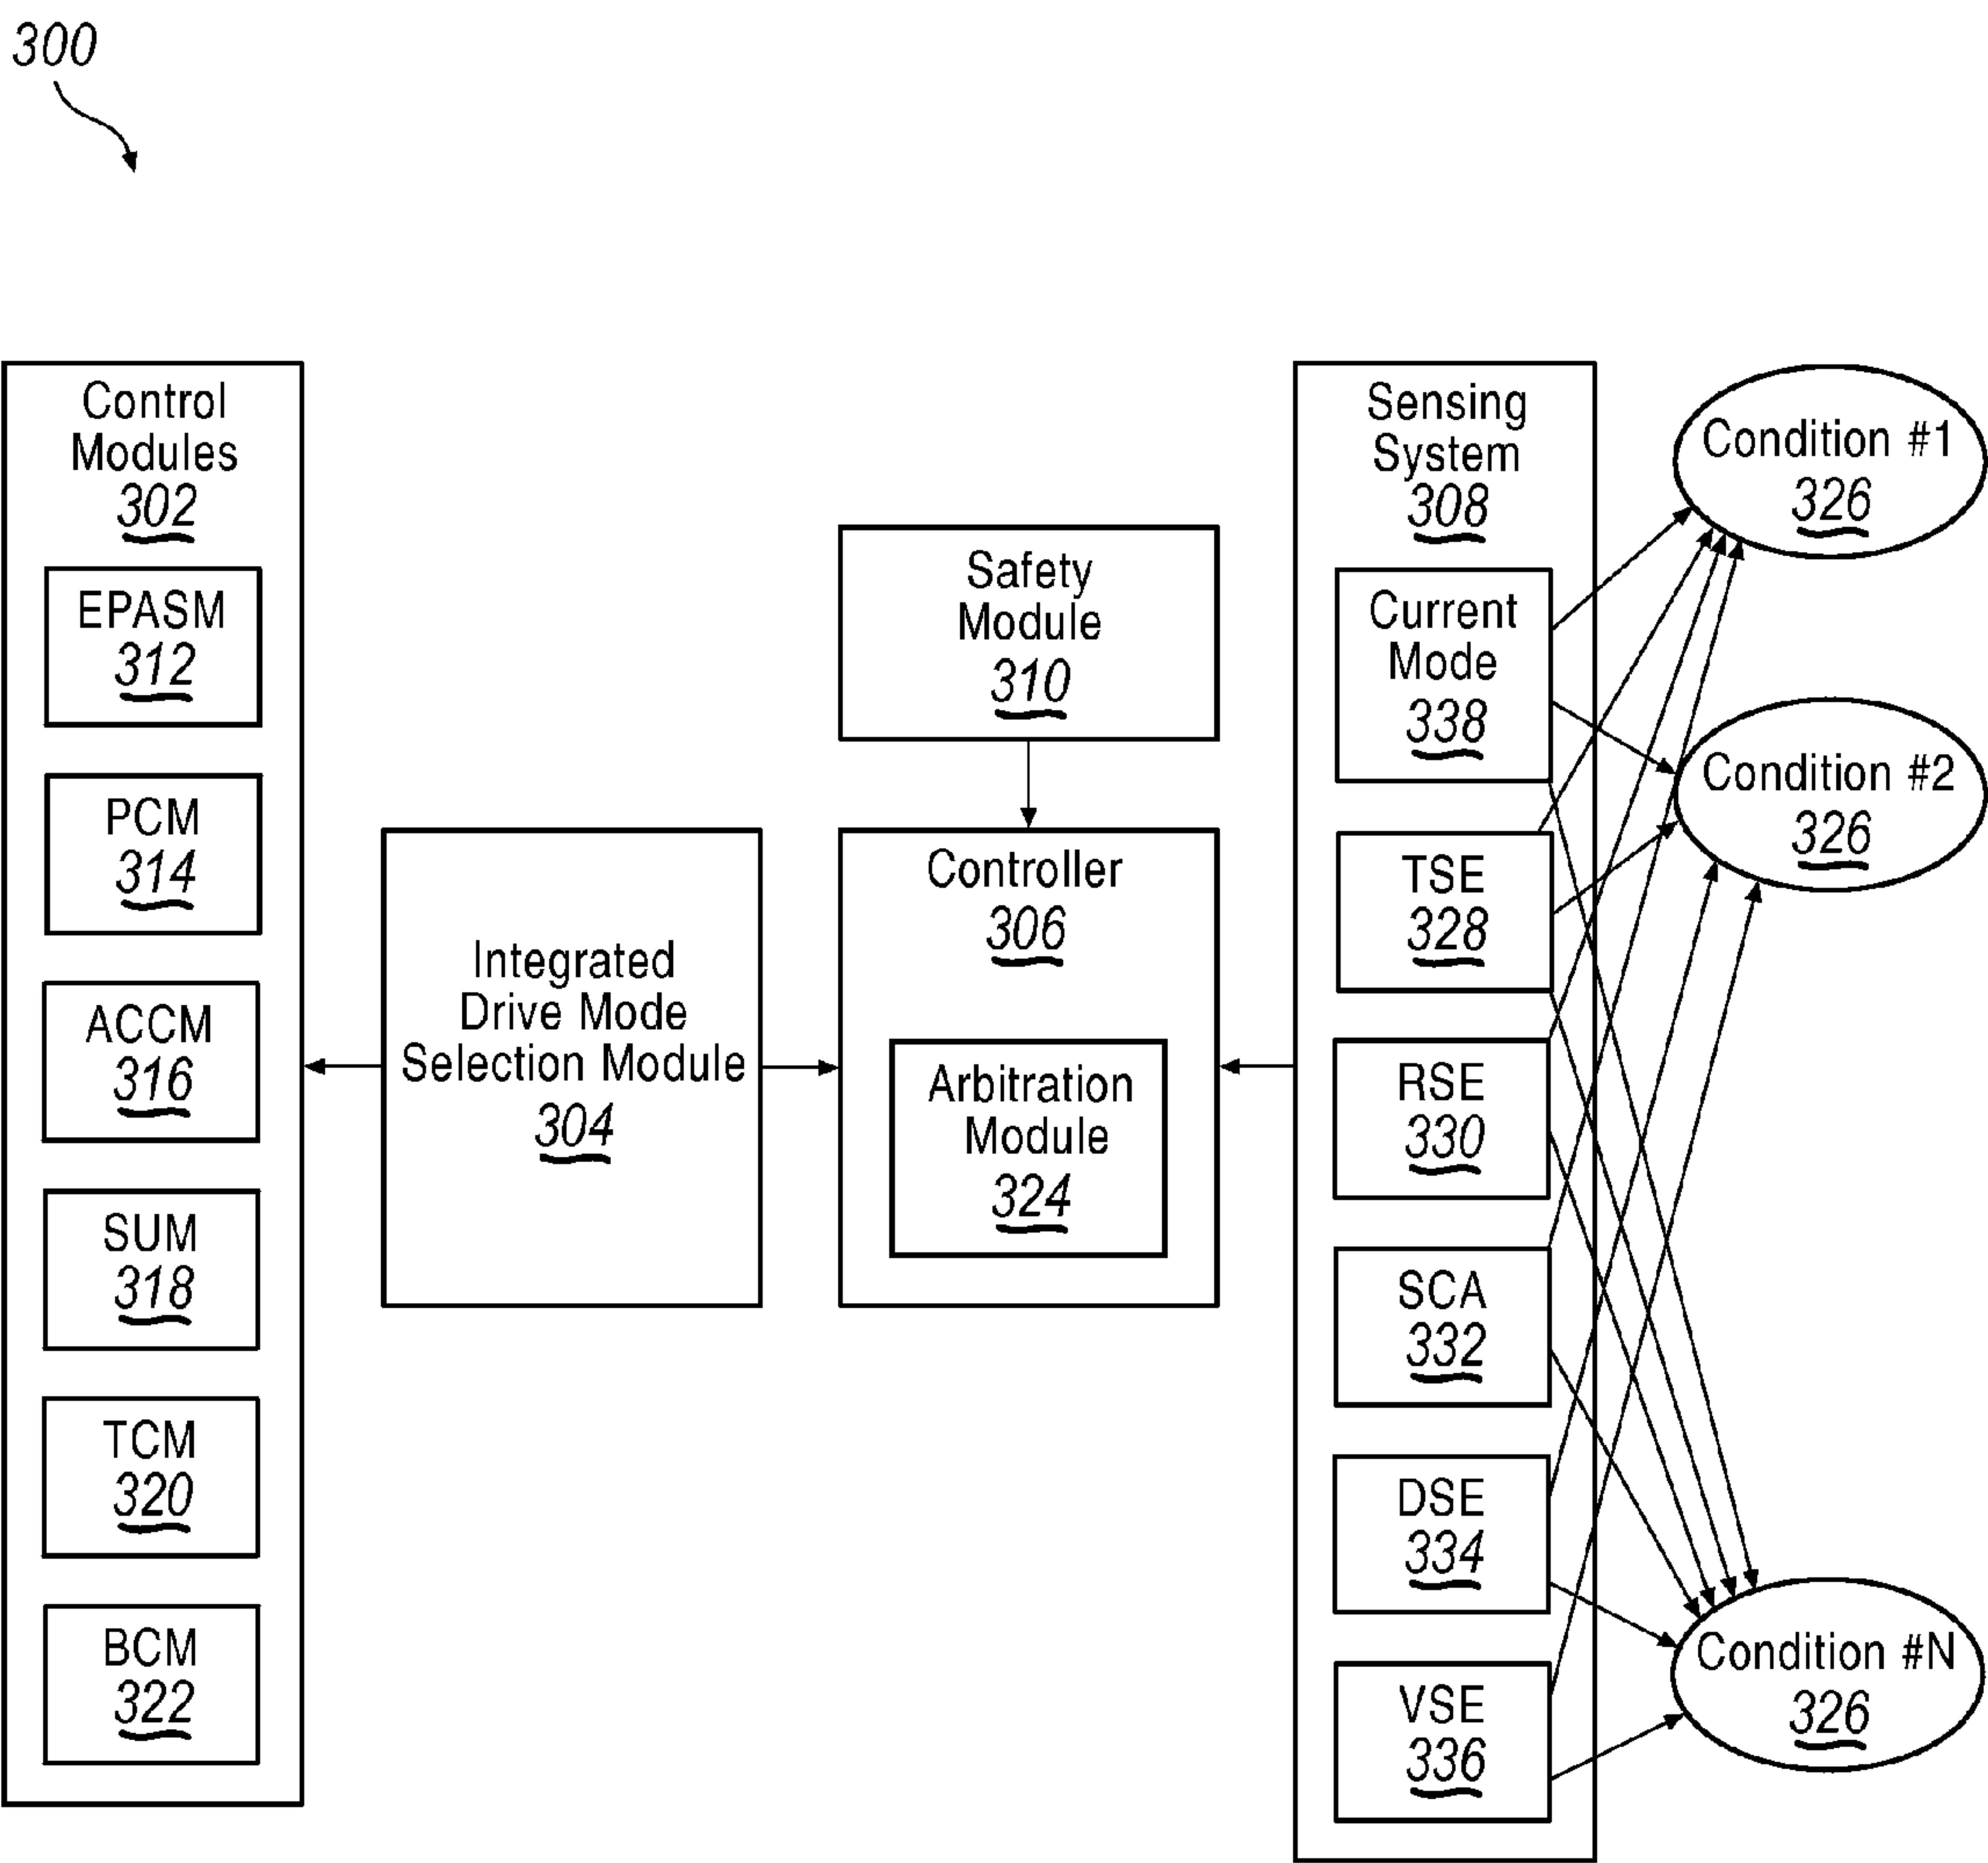 300
Control
Modules
302
EPASM
312
PCM
314
ACCM
316
SUM
318
TCM
320
BCM
322
Integrated
Drive Mode
Selection Module
304
Safety
Module
310
Controller
306
Arbitration
Module
324
Sensing
System
308
Current
Mode
338
TSE
328
RSE
330
SCA
332
DSE
334
VSE
336
Condition #1
326
Condition #2
326
Condition #N
326